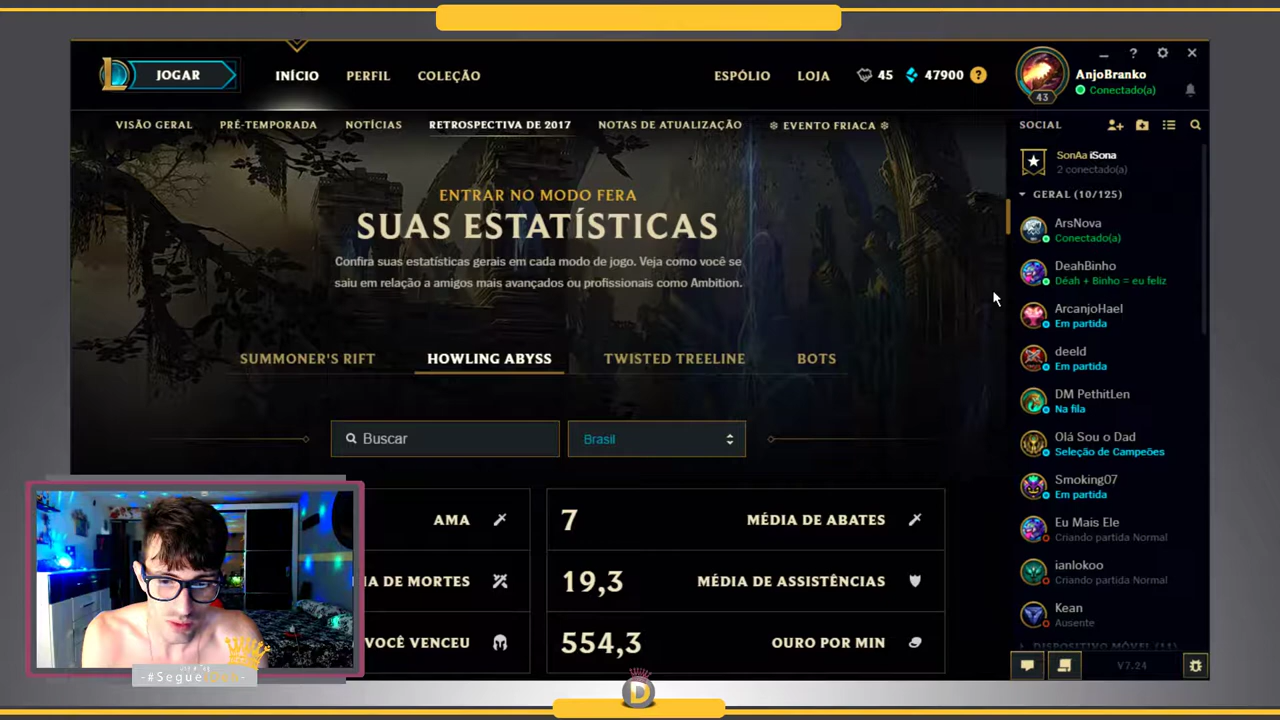 JOGAR
INÍCIO
PERFIL
COLEÇÃO
ESPÓLIO
LOJA
45
47900
?
?
43
AnjoBranko
Conectado(a)
VISÃO GERAL
PRÉ-TEMPORADA
NOTÍCIAS
RETROSPECTIVA DE 2017
NOTAS DE ATUALIZAÇÃO
EVENTO FRIACA
SOCIAL
SonAa iSona
2 conectado(a)
GERAL (10/125)
ArsNova
Conectado(a)
DeahBinho
Déah + Binho = eu feliz
ArcanjoHael
Em partida
deeld
Em partida
DM PethitLen
Na fila
Olá Sou o Dad
Seleção de Campeões
Smoking07
Em partida
Eu Mais Ele
Criando partida Normal
ianlokoo
Criando partida Normal
Kean
Ausente
DISPOSITIVO MÓVEL (11)
V7.24
ENTRAR NO MODO FERA
SUAS ESTATÍSTICAS
Confira suas estatísticas gerais em cada modo de jogo. Veja como você se
saiu em relação a amigos mais avançados ou profissionais como Ambition.
SUMMONER'S RIFT
HOWLING ABYSS
TWISTED TREELINE
BOTS
Buscar
Brasil
AMA
7
MÉDIA DE ABATES
IA DE MORTES
19,3
MÉDIA DE ASSISTÊNCIAS
VOCÊ VENCEU
554,3
OURO POR MIN
D